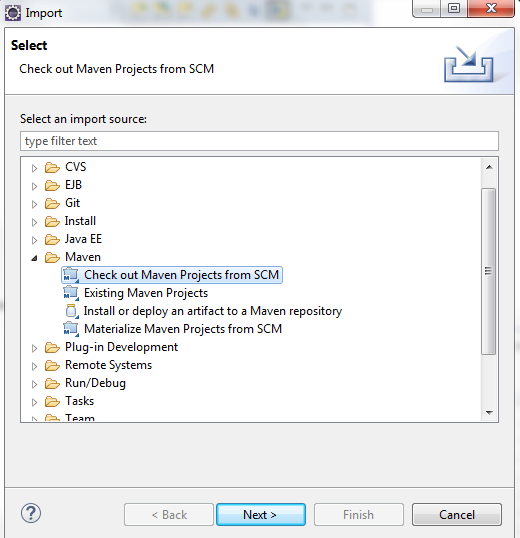 Import
Select
Check out Maven Projects from SCM
Select an import source:
type filter text
CVS
EJB
Git
Install
Java EE
Maven
Check out Maven Projects from SCM
Existing Maven Projects
Install or deploy an artifact to a Maven repository
Materialize Maven Projects from SCM
Plug-in Development
Remote Systems
Run/Debug
Tasks
Team
?
< Back
Next >
Finish
Cancel